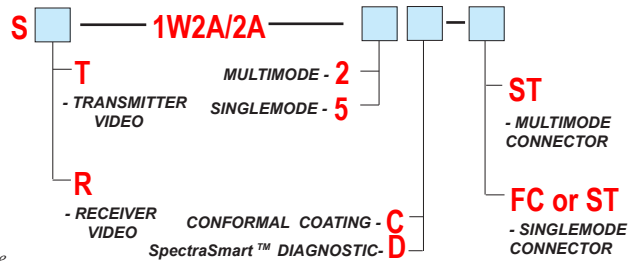 S 1W2A/2A -
T
- TRANSMITTER
VIDEO
R
- RECEIVER
VIDEO
MULTIMODE - 2
SINGLEMODE - 5
CONFORMAL COATING - C
SpectraSmart ™ DIAGNOSTIC- D
ST
- MULTIMODE
CONNECTOR
FC or ST
- SINGLEMODE
CONNECTOR
e